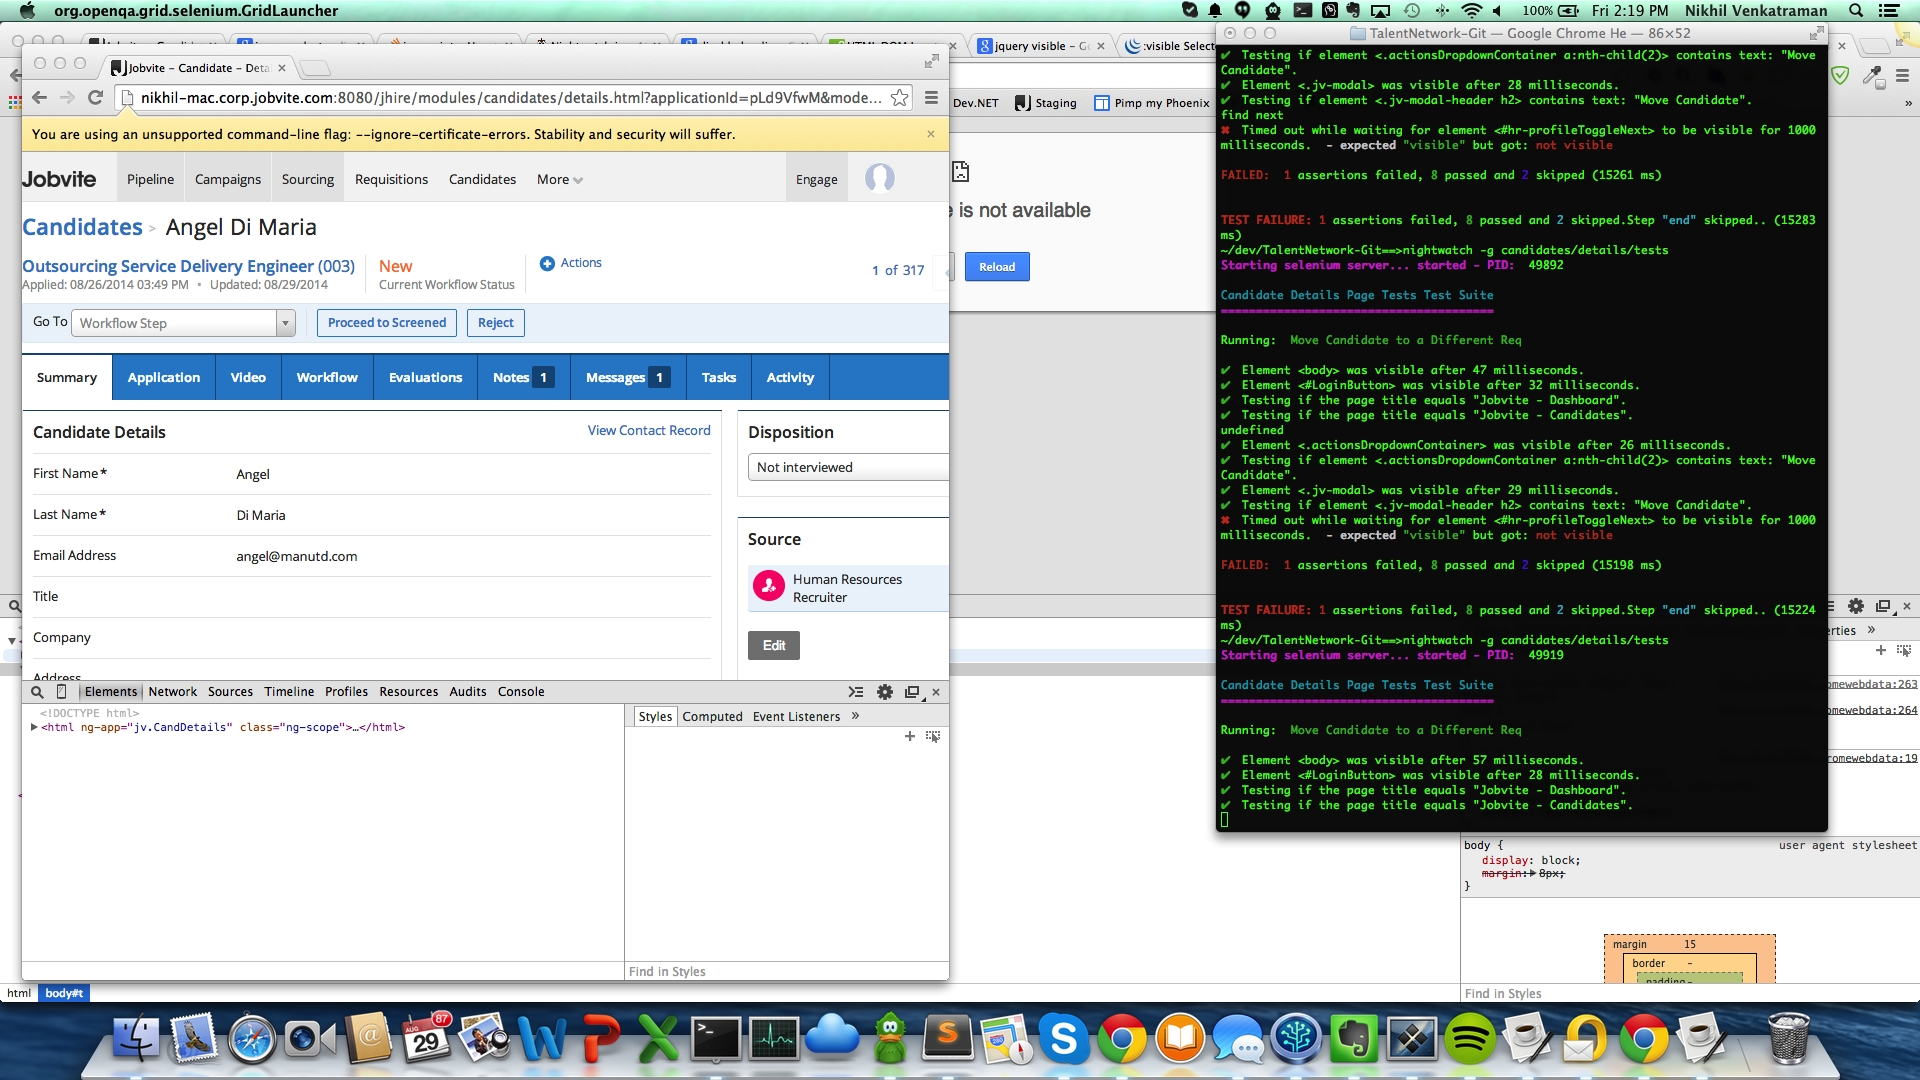 org.openqa.grid.selenium.GridLauncher
100%
Fri 2:19 PM
Nikhil Venkatraman
jquery visible – G
:visible Select
Jobvite – Candidate – Deta
nikhil-mac.corp.jobvite.com:8080/jhire/modules/candidates/details.html?applicationId=pLd9VfwM&mode...
Dev.NET
Staging
Pimp my Phoenix
You are using an unsupported command-line flag: --ignore-certificate-errors. Stability and security will suffer.
Jobvite
Pipeline
Campaigns
Sourcing
Requisitions
Candidates
More
Engage
Candidates > Angel Di Maria
Outsourcing Service Delivery Engineer (003)
Applied: 08/26/2014 03:49 PM • Updated: 08/29/2014
New
Current Workflow Status
Actions
1 of 317
Go To
Workflow Step
Proceed to Screened
Reject
Summary
Application
Video
Workflow
Evaluations
Notes 1
Messages 1
Tasks
Activity
Candidate Details
View Contact Record
First Name*
Angel
Last Name*
Di Maria
Email Address
angel@manutd.com
Title
Company
Address
Disposition
Not interviewed
Source
Human Resources
Recruiter
Edit
Elements
Network
Sources
Timeline
Profiles
Resources
Audits
Console
<!DOCTYPE html>
<html ng-app="jv.CandDetails" class="ng-scope">…</html>
Styles
Computed
Event Listeners
»
Find in Styles
html
body#t
is not available
Reload
TalentNetwork-Git — Google Chrome He — 86×52
✔ Testing if element <.actionsDropdownContainer a:nth-child(2)> contains text: "Move
Candidate".
✔ Element <.jv-modal> was visible after 28 milliseconds.
✔ Testing if element <.jv-modal-header h2> contains text: "Move Candidate".
find next
✖ Timed out while waiting for element <#hr-profileToggleNext> to be visible for 1000
milliseconds. - expected "visible" but got: not visible
FAILED: 1 assertions failed, 8 passed and 2 skipped (15261 ms)
TEST FAILURE: 1 assertions failed, 8 passed and 2 skipped.Step "end" skipped.. (15283
ms)
~/dev/TalentNetwork-Git==>nightwatch -g candidates/details/tests
Starting selenium server... started - PID: 49892
Candidate Details Page Tests Test Suite
=======================================
Running: Move Candidate to a Different Req
✔ Element <body> was visible after 47 milliseconds.
✔ Element <#LoginButton> was visible after 32 milliseconds.
✔ Testing if the page title equals "Jobvite - Dashboard".
✔ Testing if the page title equals "Jobvite - Candidates".
undefined
✔ Element <.actionsDropdownContainer> was visible after 26 milliseconds.
✔ Testing if element <.actionsDropdownContainer a:nth-child(2)> contains text: "Move
Candidate".
✔ Element <.jv-modal> was visible after 29 milliseconds.
✔ Testing if element <.jv-modal-header h2> contains text: "Move Candidate".
✖ Timed out while waiting for element <#hr-profileToggleNext> to be visible for 1000
milliseconds. - expected "visible" but got: not visible
FAILED: 1 assertions failed, 8 passed and 2 skipped (15198 ms)
TEST FAILURE: 1 assertions failed, 8 passed and 2 skipped.Step "end" skipped.. (15224
ms)
~/dev/TalentNetwork-Git==>nightwatch -g candidates/details/tests
Starting selenium server... started - PID: 49919
Candidate Details Page Tests Test Suite
=======================================
Running: Move Candidate to a Different Req
✔ Element <body> was visible after 57 milliseconds.
✔ Element <#LoginButton> was visible after 28 milliseconds.
✔ Testing if the page title equals "Jobvite - Dashboard".
✔ Testing if the page title equals "Jobvite - Candidates".
erties »
omewebdata:263
omewebdata:264
omewebdata:19
body {
user agent stylesheet
display: block;
margin: 8px;
}
margin 15
border -
padding -
Find in Styles
AUG
29
87